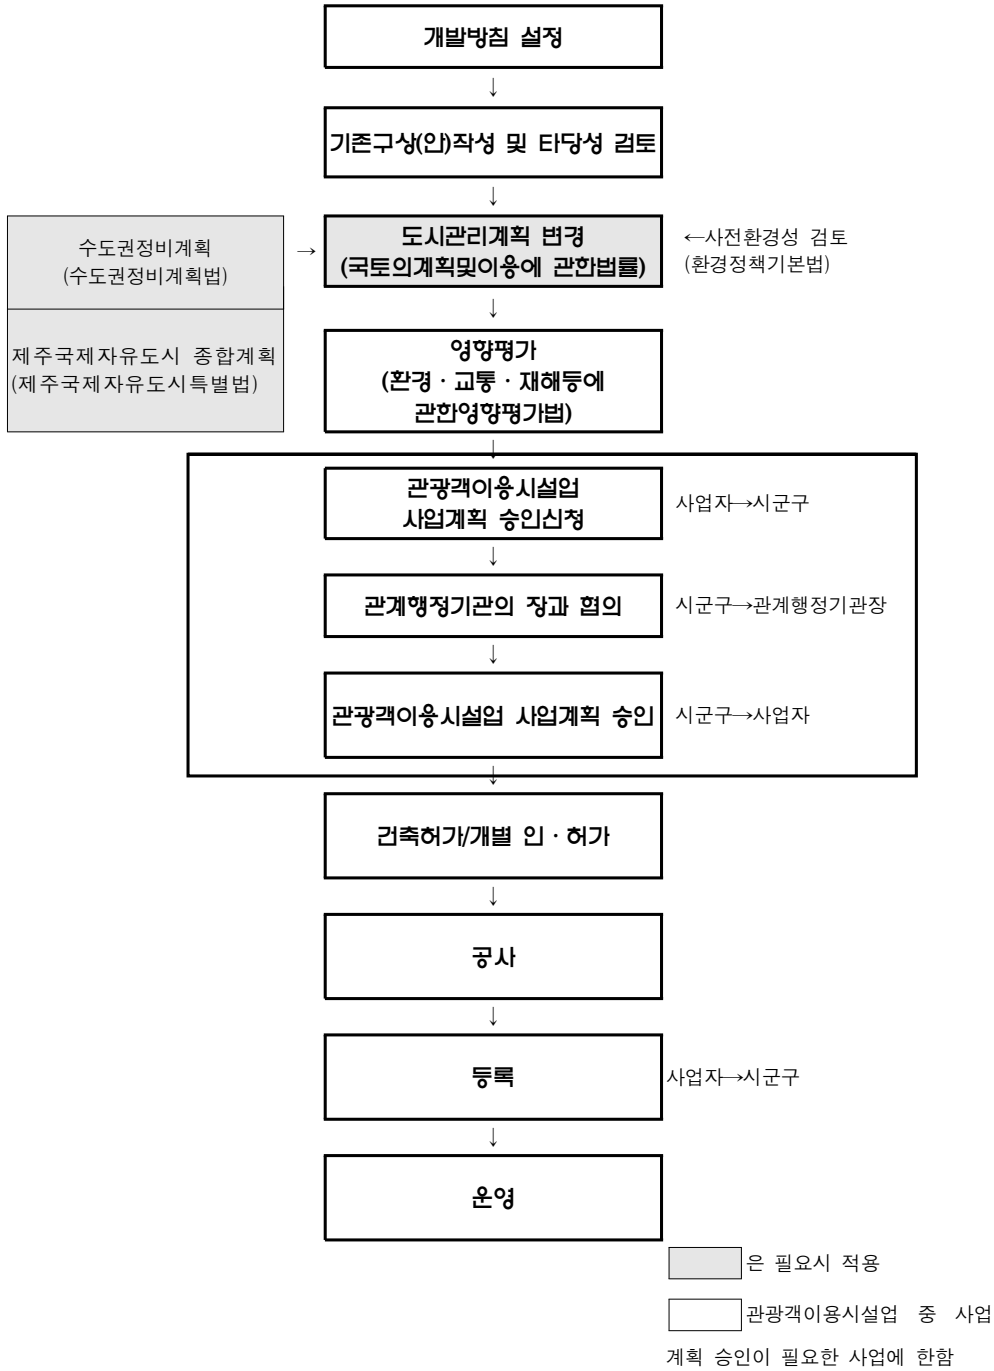 개발방침 설정
↓
기존구상(안)작성 및 타당성 검토
↓
수도권정비계획
(수도권정비계획법)
→
도시관리계획 변경
(국토의계획및이용에 관한법률)
←사전환경성 검토
(환경정책기본법)
제주국제자유도시 종합계획
(제주국제자유도시특별법)
↓
영향평가
(환경·교통·재해등에
관한영향평가법)
↓
관광객이용시설업
사업계획 승인신청
사업자→시군구
↓
관계행정기관의 장과 협의
시군구→관계행정기관장
↓
관광객이용시설업 사업계획 승인
시군구→사업자
↓
건축허가/개별 인·허가
↓
공사
↓
등록
사업자→시군구
↓
운영
은 필요시 적용
관광객이용시설업 중 사업
계획 승인이 필요한 사업에 한함